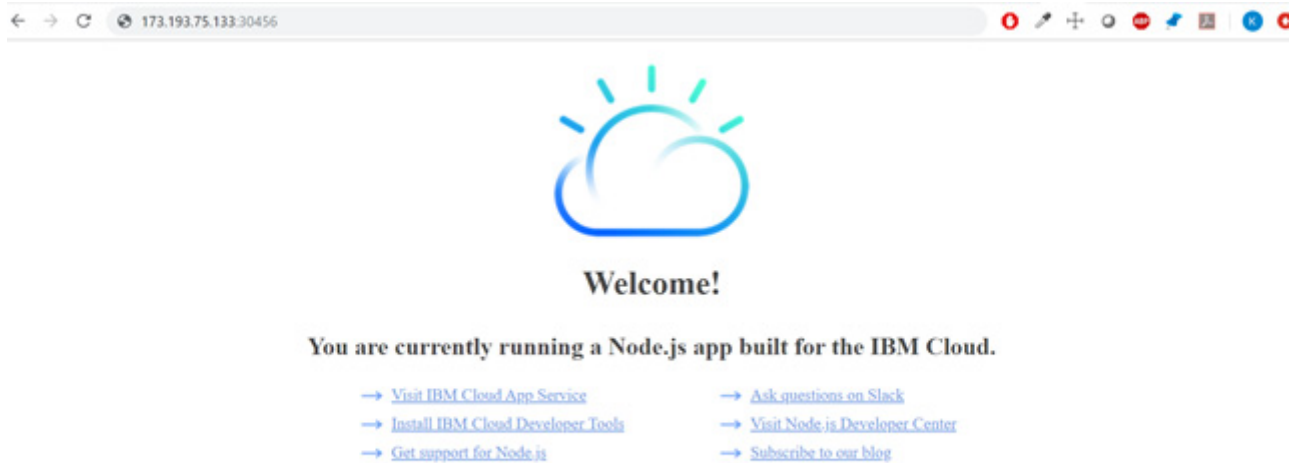 173.193.75.133:30456
ABP
K
Welcome!
You are currently running a Node.js app built for the IBM Cloud.
Visit IBM Cloud App Service
Ask questions on Slack
Install IBM Cloud Developer Tools
Visit Node.js Developer Center
Get support for Node.js
Subscribe to our blog